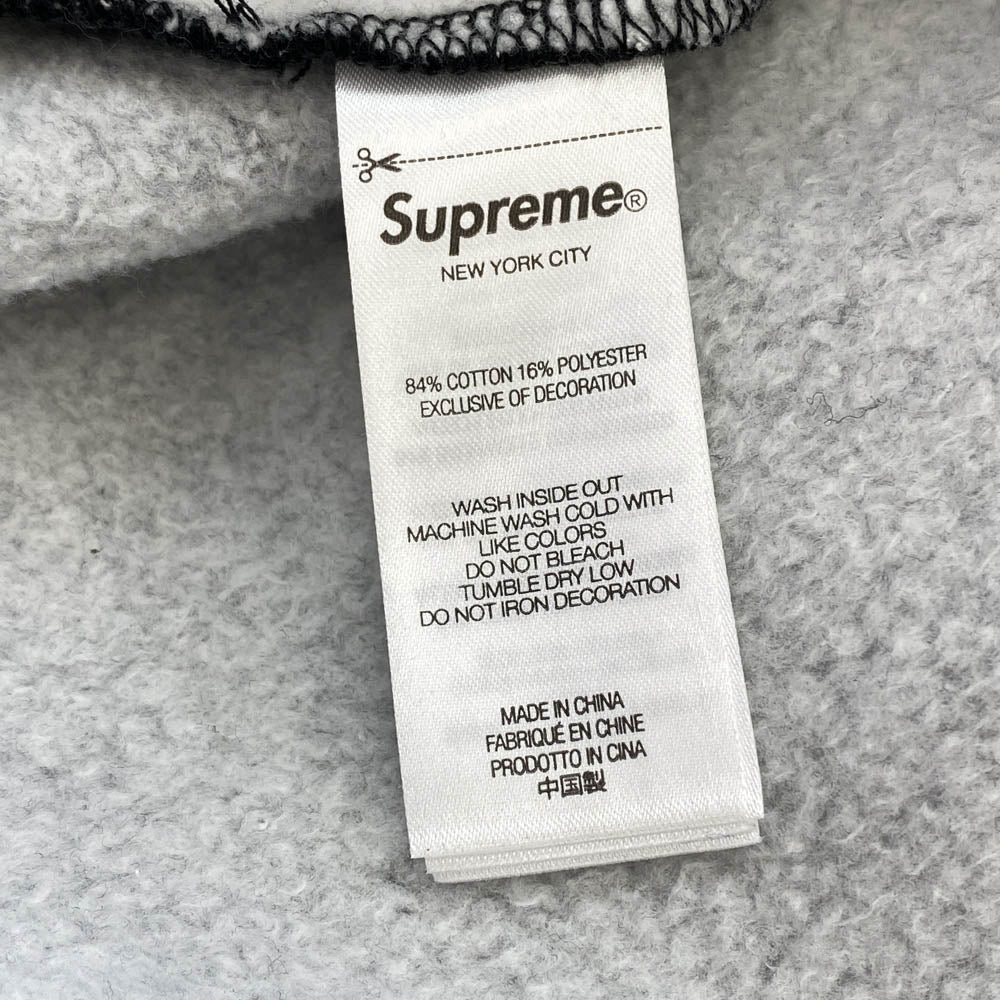 Supreme®
NEW YORK CITY
84% COTTON 16% POLYESTER
EXCLUSIVE OF DECORATION
WASH INSIDE OUT
MACHINE WASH COLD WITH
LIKE COLORS
DO NOT BLEACH
TUMBLE DRY LOW
DO NOT IRON DECORATION
MADE IN CHINA
FABRIQUÉ EN CHINE
PRODOTTO IN CINA
中国製